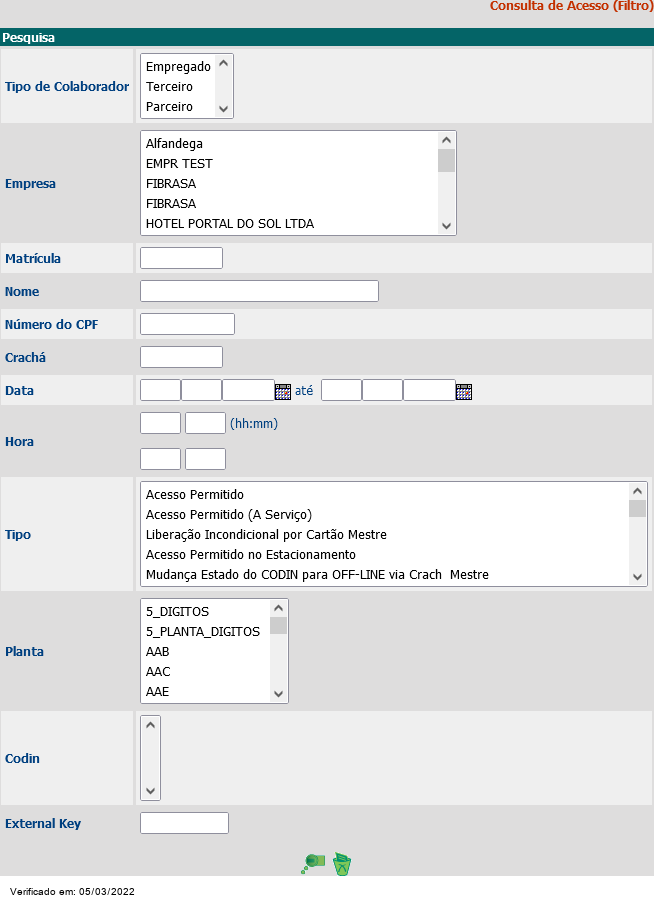 Consulta de Acesso (Filtro)
Pesquisa
Tipo de Colaborador
Empregado
Terceiro
Parceiro
Empresa
Alfandega
EMPR TEST
FIBRASA
FIBRASA
HOTEL PORTAL DO SOL LTDA
Matrícula
Nome
Número do CPF
Crachá
Data até
Hora (hh:mm)
Tipo
Acesso Permitido
Acesso Permitido (A Serviço)
Liberação Incondicional por Cartão Mestre
Acesso Permitido no Estacionamento
Mudança Estado do CODIN para OFF-LINE via Crach  Mestre
Planta
5_DIGITOS
5_PLANTA_DIGITOS
AAB
AAC
AAE
Codin
External Key
Verificado em: 05/03/2022